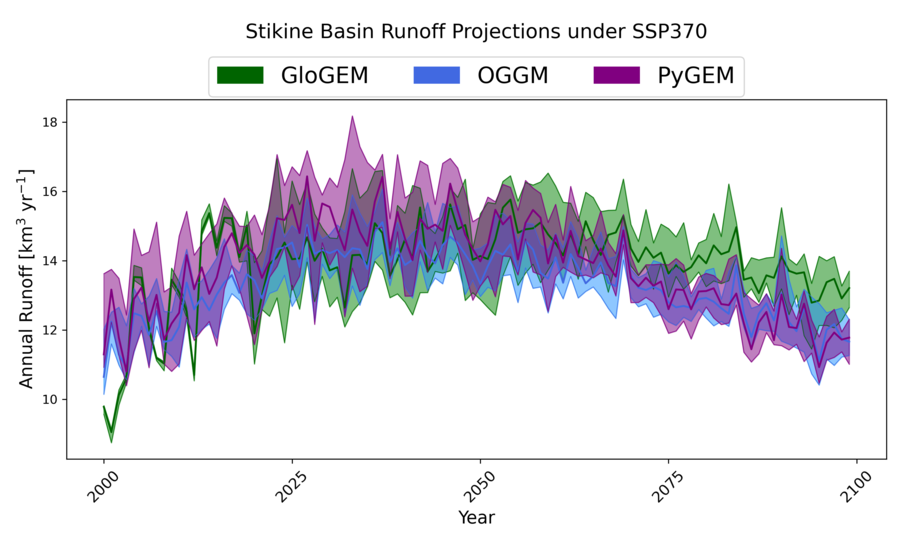 Stikine Basin Runoff Projections under SSP370
GloGEM OGGM PyGEM
Annual Runoff [km³ yr⁻¹]
18
16
14
12
10
2000 2025 2050 2075 2100
Year